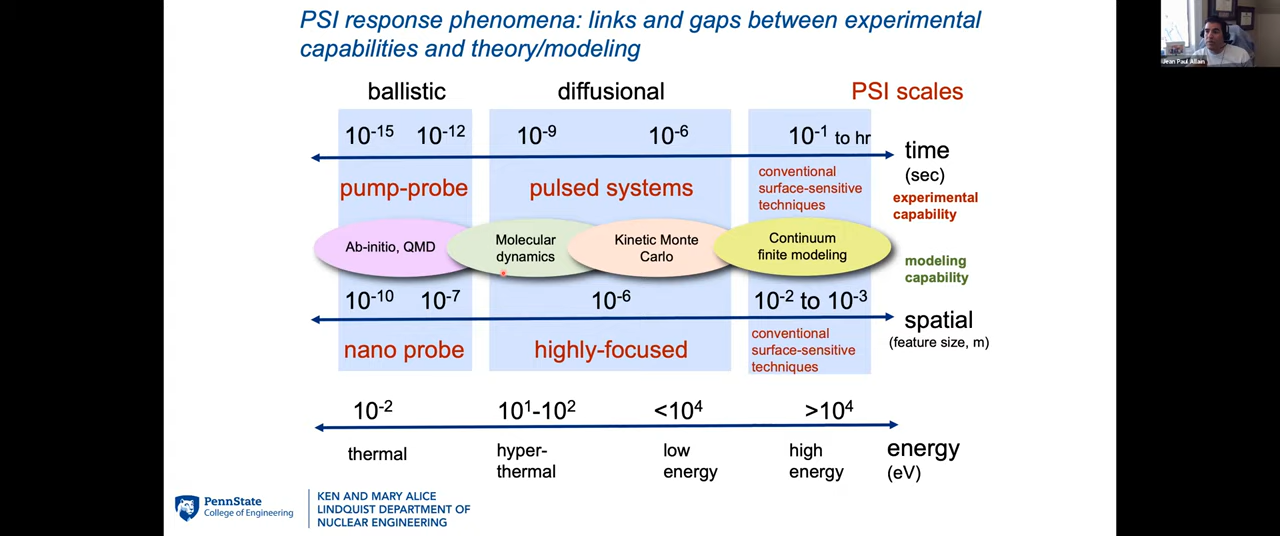 PSI response phenomena: links and gaps between experimental
capabilities and theory/modeling
Jean Paul Allain
ballistic diffusional PSI scales
10⁻¹⁵ 10⁻¹² 10⁻⁹ 10⁻⁶ 10⁻¹ to hr
time
(sec)
pump-probe pulsed systems
conventional
surface-sensitive
techniques
experimental
capability
Ab-initio, QMD
Molecular
dynamics
Kinetic Monte
Carlo
Continuum
finite modeling
modeling
capability
10⁻¹⁰ 10⁻⁷ 10⁻⁶ 10⁻² to 10⁻³
spatial
(feature size, m)
nano probe highly-focused
conventional
surface-sensitive
techniques
10⁻² 10¹-10² <10⁴ >10⁴
energy
(eV)
thermal
hyper-
thermal
low
energy
high
energy
PennState
College of Engineering
KEN AND MARY ALICE
LINDQUIST DEPARTMENT OF
NUCLEAR ENGINEERING